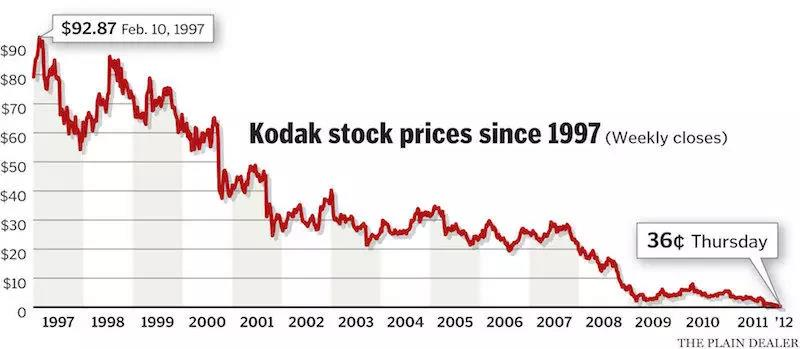 $92.87 Feb. 10, 1997
$90
$80
$70
$60
$50
$40
$30
$20
$10
0
Kodak stock prices since 1997 (Weekly closes)
36¢ Thursday
1997 1998 1999 2000 2001 2002 2003 2004 2005 2006 2007 2008 2009 2010 2011 '12
THE PLAIN DEALER